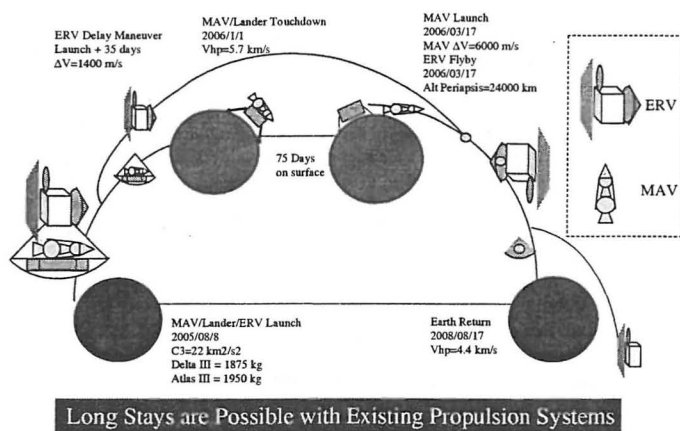 ERV Delay Maneuver
Launch + 35 days
ΔV=1400 m/s
MAV/Lander Touchdown
2006/1/1
Vhp=5.7 km/s
MAV Launch
2006/03/17
MAV ΔV=6000 m/s
ERV Flyby
2006/03/17
Alt Periapsis=24000 km
ERV
MAV
75 Days
on surface
MAV/Lander/ERV Launch
2005/08/8
C3=22 km2/s2
Delta III = 1875 kg
Atlas III = 1950 kg
Earth Return
2008/08/17
Vhp=4.4 km/s
Long Stays are Possible with Existing Propulsion Systems